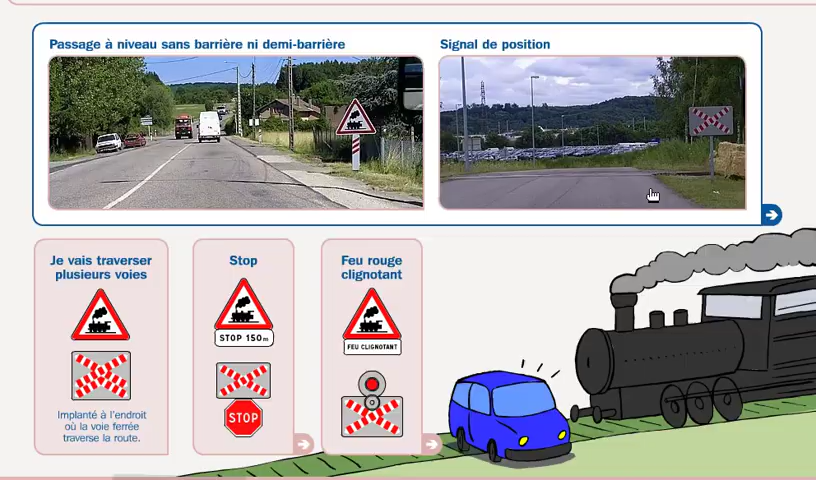 Passage à niveau sans barrière ni demi-barrière
Signal de position
Je vais traverser
plusieurs voies
Implanté à l'endroit
où la voie ferrée
traverse la route.
Stop
STOP 150m
STOP
Feu rouge
clignotant
FEU CLIGNOTANT